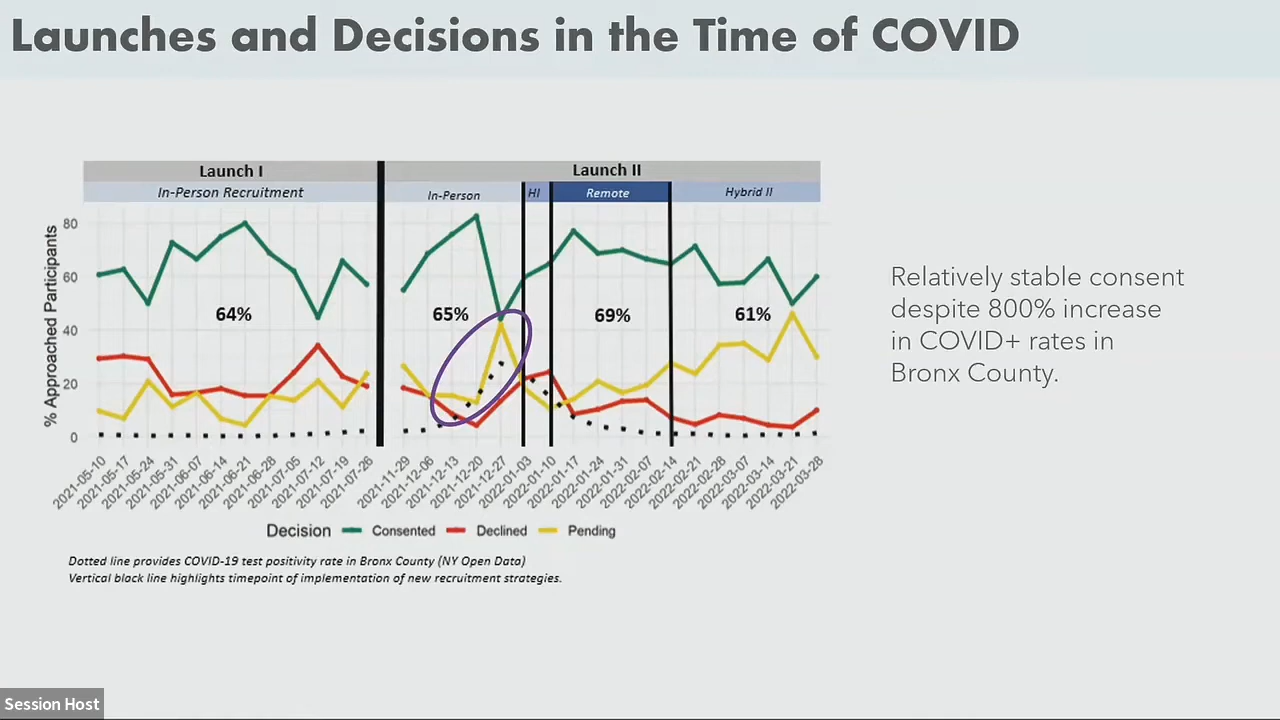 Launches and Decisions in the Time of COVID
Launch I
Launch II
In-Person Recruitment
In-Person
HI
Remote
Hybrid II
% Approached Participants
80
60
40
20
0
64%
65%
69%
61%
2021-05-10
2021-05-17
2021-05-24
2021-05-31
2021-06-07
2021-06-14
2021-06-21
2021-06-28
2021-07-05
2021-07-12
2021-07-19
2021-07-26
2021-11-29
2021-12-06
2021-12-13
2021-12-20
2021-12-27
2022-01-03
2022-01-10
2022-01-17
2022-01-24
2022-01-31
2022-02-07
2022-02-14
2022-02-21
2022-02-28
2022-03-07
2022-03-14
2022-03-21
2022-03-28
Decision Consented Declined Pending
Dotted line provides COVID-19 test positivity rate in Bronx County (NY Open Data)
Vertical black line highlights timepoint of implementation of new recruitment strategies.
Relatively stable consent
despite 800% increase
in COVID+ rates in
Bronx County.
Session Host